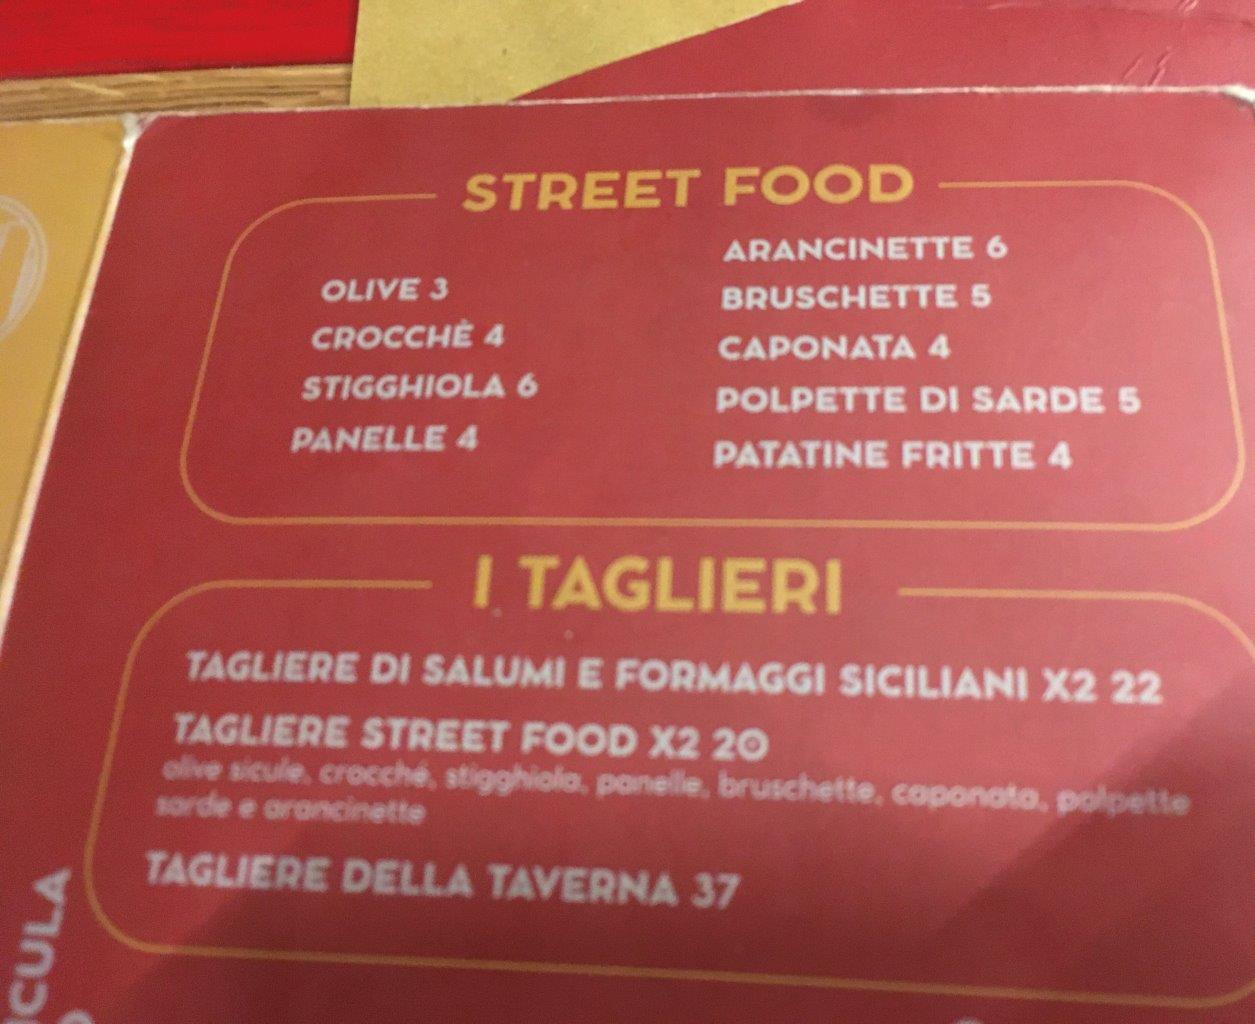 STREET FOOD
OLIVE 3
CROCCHÈ 4
STIGGHIOLA 6
PANELLE 4
ARANCINETTE 6
BRUSCHETTE 5
CAPONATA 4
POLPETTE DI SARDE 5
PATATINE FRITTE 4
I TAGLIERI
TAGLIERE DI SALUMI E FORMAGGI SICILIANI X2 22
TAGLIERE STREET FOOD X2 20
olive sicule, crocché, stigghiola, panelle, bruschette, caponata, polpette
sarde e arancinette
TAGLIERE DELLA TAVERNA 37